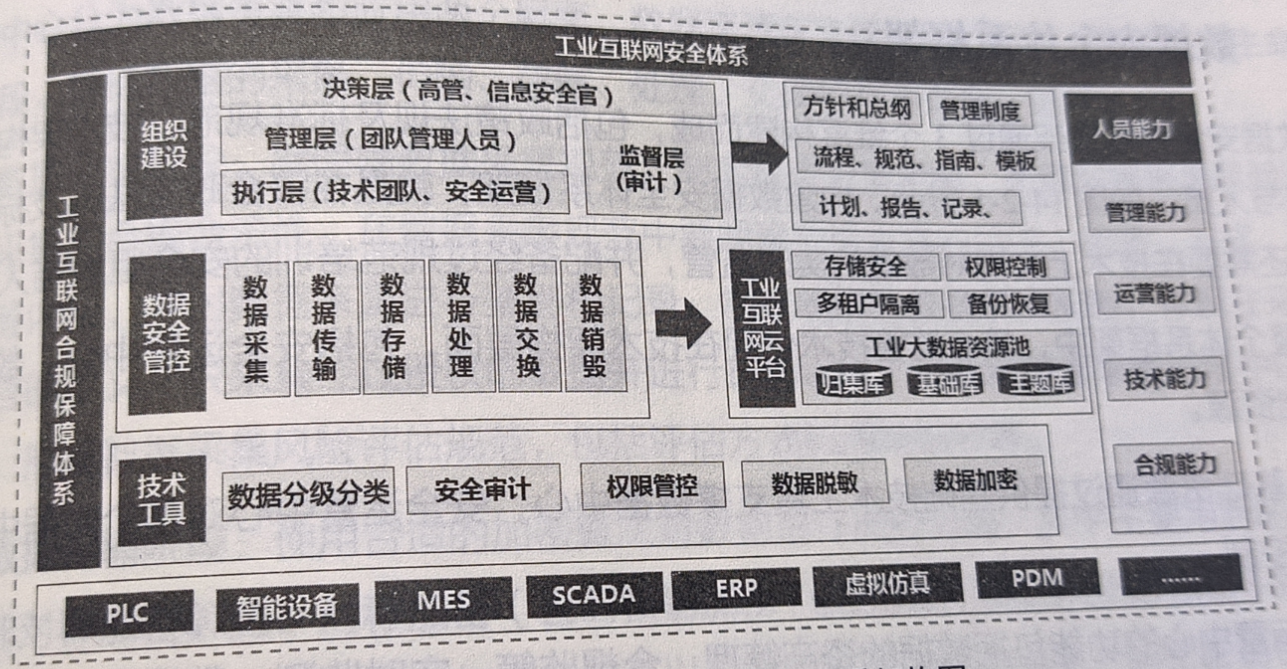 工业互联网安全体系
工业互联网合规保障体系
组织
建设
决策层（高管、信息安全官）
管理层（团队管理人员）
执行层（技术团队、安全运营）
监督层
(审计）
方针和总纲
管理制度
流程、规范、指南、模板
计划、报告、记录、
人员能力
管理能力
运营能力
技术能力
合规能力
数据
安全
管控
数据采集
数据传输
数据存储
数据处理
数据交换
数据销毁
工业
互联
网云
平台
存储安全
权限控制
多租户隔离
备份恢复
工业大数据资源池
归集库
基础库
主题库
技术
工具
数据分级分类
安全审计
权限管控
数据脱敏
数据加密
PLC
智能设备
MES
SCADA
ERP
虚拟仿真
PDM
……